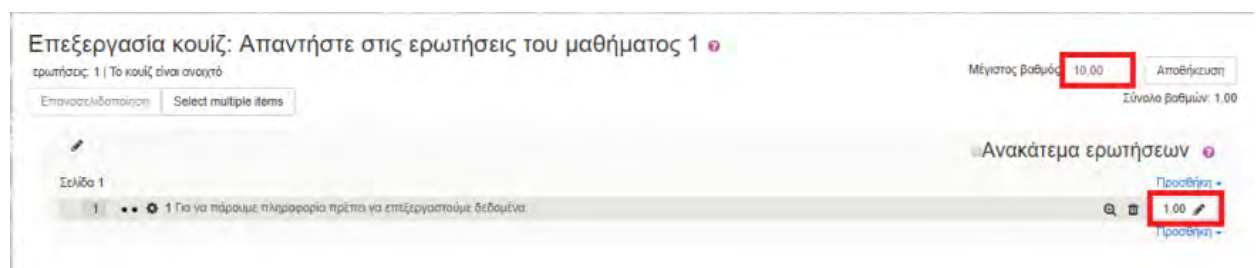 Επεξεργασία κουίζ: Απαντήστε στις ερωτήσεις του μαθήματος 1
ερωτήσεις: 1 | Το κουίζ είναι ανοιχτό
Μέγιστος βαθμός 10,00 Αποθήκευση
Επανασελιδοποίηση Select multiple items
Σύνολο βαθμών: 1,00
Ανακάτεμα ερωτήσεων
Σελίδα 1
Προσθήκη
1 1 Για να πάρουμε πληροφορία πρέπει να επεξεργαστούμε δεδομένα. 1,00
Προσθήκη